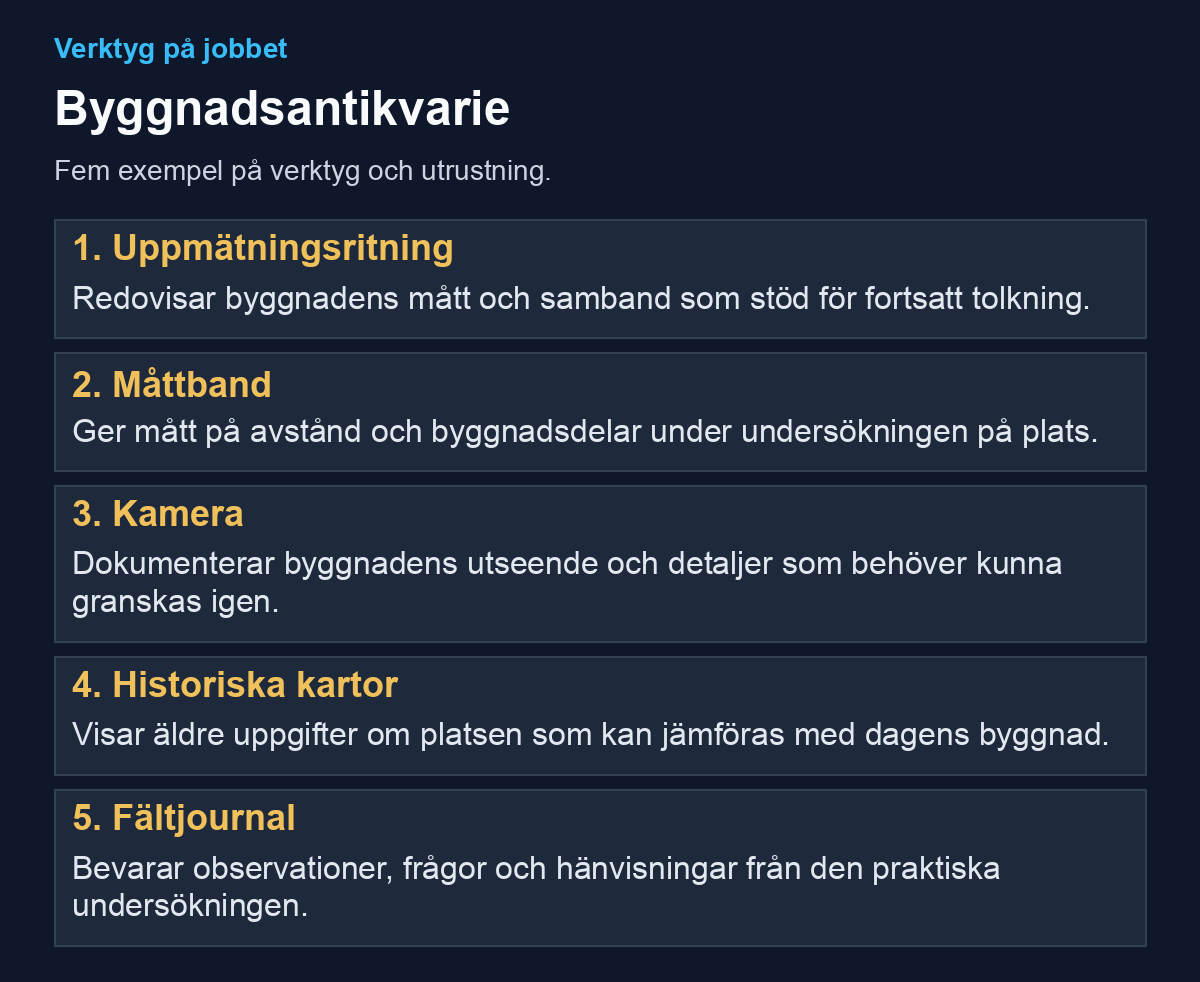 Verktyg på jobbet
Byggnadsantikvarie
Fem exempel på verktyg och utrustning.
1. Uppmätningsritning
Redovisar byggnadens mått och samband som stöd för fortsatt tolkning.
2. Måttband
Ger mått på avstånd och byggnadsdelar under undersökningen på plats.
3. Kamera
Dokumenterar byggnadens utseende och detaljer som behöver kunna
granskas igen.
4. Historiska kartor
Visar äldre uppgifter om platsen som kan jämföras med dagens byggnad.
5. Fältjournal
Bevarar observationer, frågor och hänvisningar från den praktiska
undersökningen.